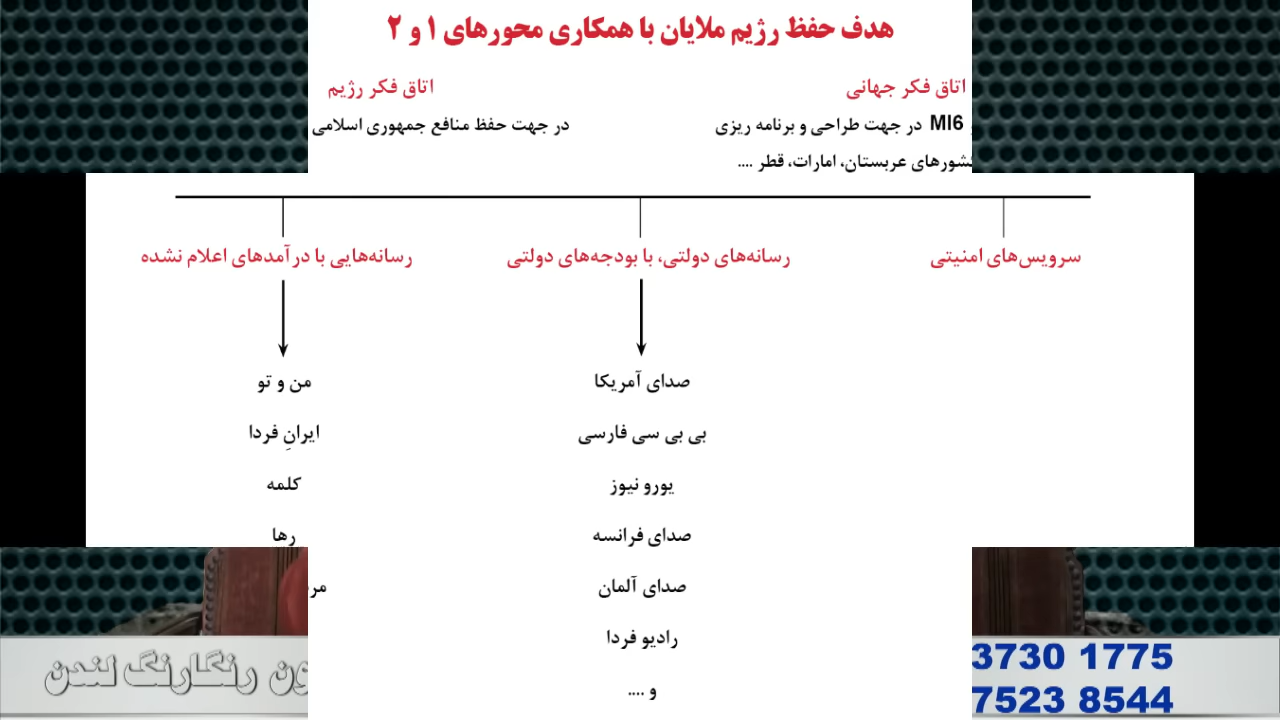 هدف حفظ رژیم ملایان با همکاری محورهای ۱ و ۲
اتاق فکر جهانی
MI6 در جهت طراحی و برنامه ریزی
کشورهای عربستان، امارات، قطر ....
اتاق فکر رژیم
در جهت حفظ منافع جمهوری اسلامی
سرویس‌های امنیتی
رسانه‌های دولتی، با بودجه‌های دولتی
صدای آمریکا
بی بی سی فارسی
یورو نیوز
صدای فرانسه
صدای آلمان
رادیو فردا
و ....
رسانه‌هایی با درآمدهای اعلام نشده
من و تو
ایرانِ فردا
کلمه
رها
رنگارنگ لندن
3730 1775
7523 8544